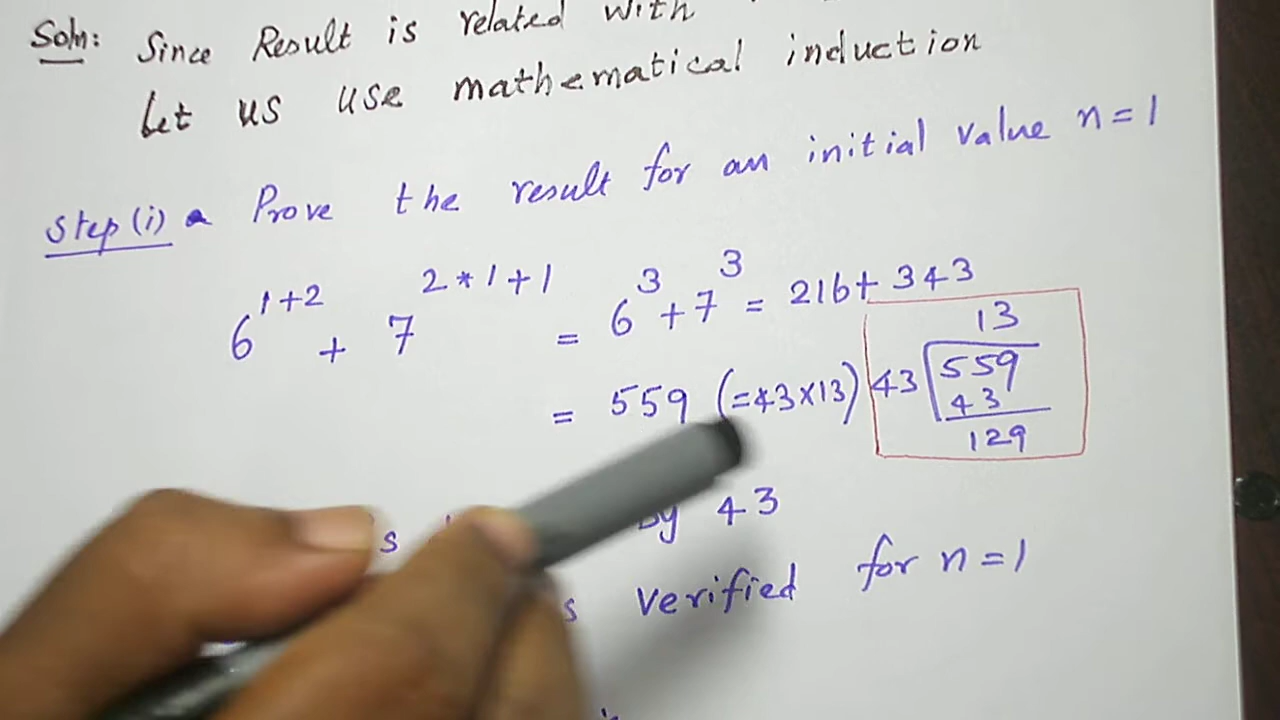 Soln: Since Result is related with
Let us use mathematical induction
Step (i) Prove the result for an initial value n = 1
6^{1+2} + 7^{2*1+1} = 6^3 + 7^3 = 216 + 343
= 559 (= 43 x 13)
13
43 559
43
129
by 43
verified for n = 1